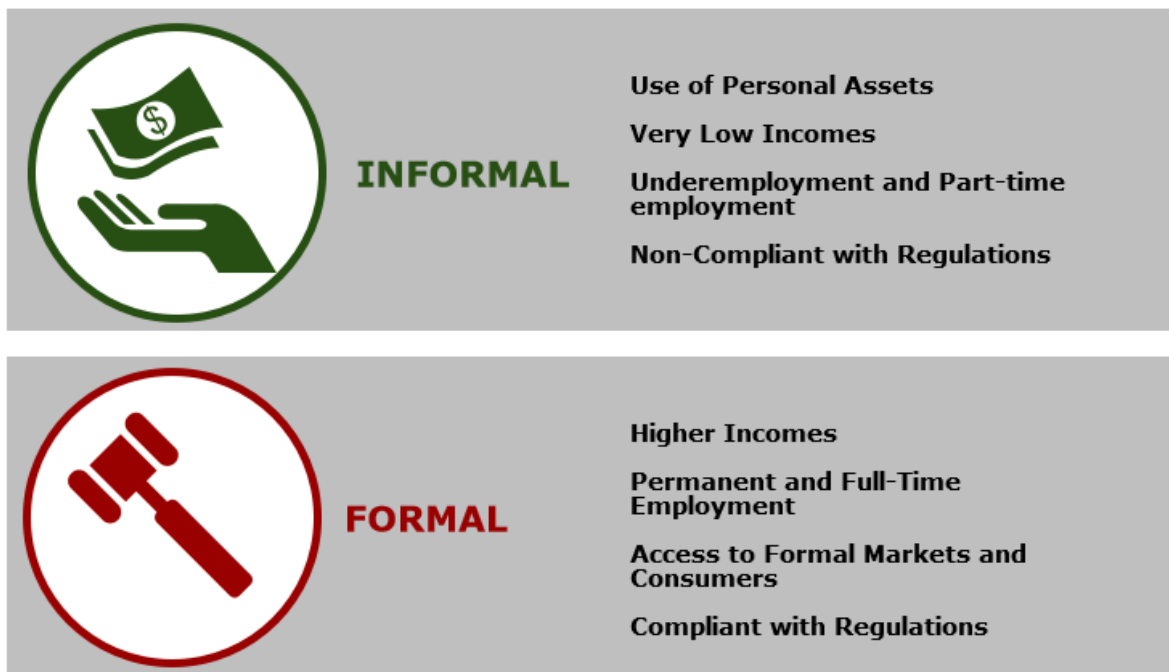 INFORMAL
Use of Personal Assets
Very Low Incomes
Underemployment and Part-time
employment
Non-Compliant with Regulations
FORMAL
Higher Incomes
Permanent and Full-Time
Employment
Access to Formal Markets and
Consumers
Compliant with Regulations
$